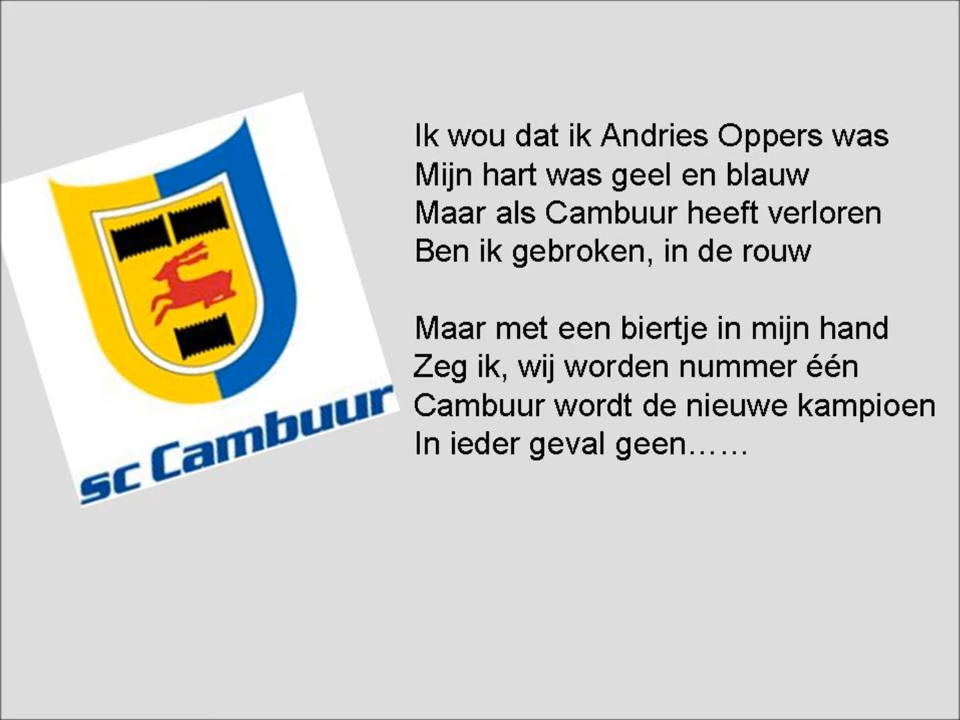 Ik wou dat ik Andries Oppers was
Mijn hart was geel en blauw
Maar als Cambuur heeft verloren
Ben ik gebroken, in de rouw

Maar met een biertje in mijn hand
Zeg ik, wij worden nummer één
Cambuur wordt de nieuwe kampioen
In ieder geval geen……

sc Cambuur